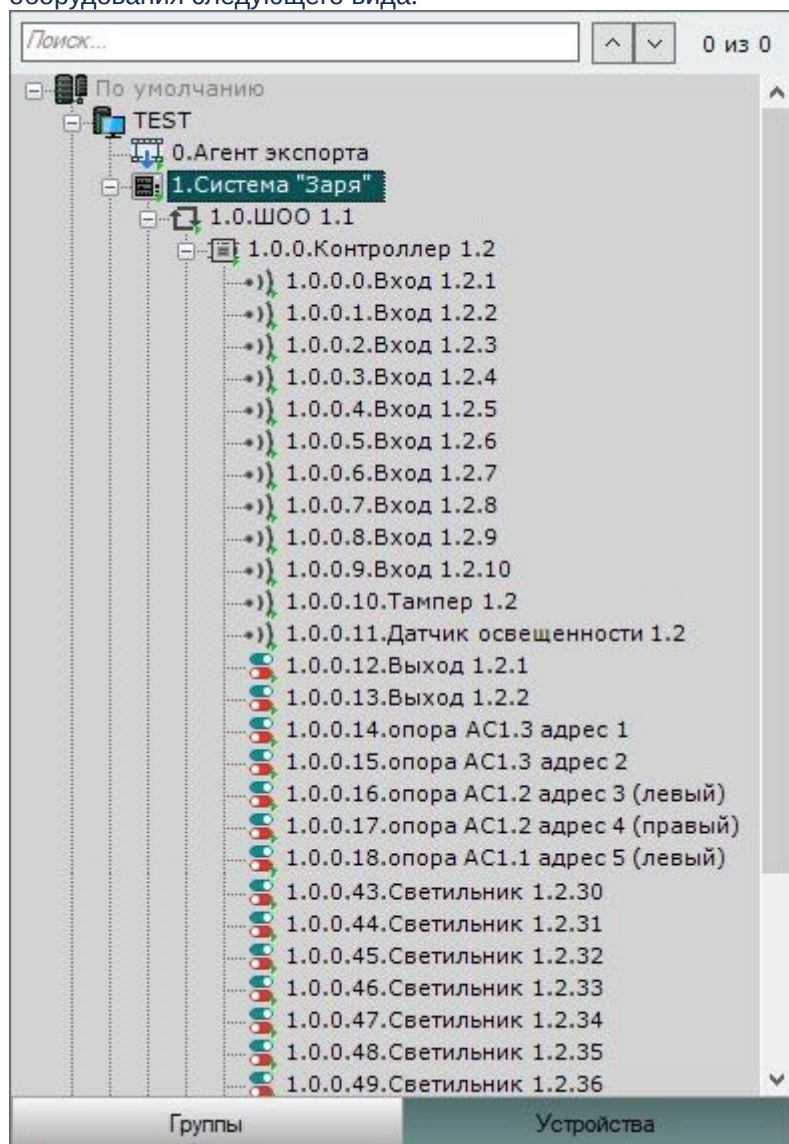 оборудования следующего вида:
Поиск...
0 из 0
По умолчанию
TEST
0.Агент экспорта
1.Система "Заря"
1.0.ШОО 1.1
1.0.0.Контроллер 1.2
1.0.0.0.Вход 1.2.1
1.0.0.1.Вход 1.2.2
1.0.0.2.Вход 1.2.3
1.0.0.3.Вход 1.2.4
1.0.0.4.Вход 1.2.5
1.0.0.5.Вход 1.2.6
1.0.0.6.Вход 1.2.7
1.0.0.7.Вход 1.2.8
1.0.0.8.Вход 1.2.9
1.0.0.9.Вход 1.2.10
1.0.0.10.Тампер 1.2
1.0.0.11.Датчик освещенности 1.2
1.0.0.12.Выход 1.2.1
1.0.0.13.Выход 1.2.2
1.0.0.14.опора АС1.3 адрес 1
1.0.0.15.опора АС1.3 адрес 2
1.0.0.16.опора АС1.2 адрес 3 (левый)
1.0.0.17.опора АС1.2 адрес 4 (правый)
1.0.0.18.опора АС1.1 адрес 5 (левый)
1.0.0.43.Светильник 1.2.30
1.0.0.44.Светильник 1.2.31
1.0.0.45.Светильник 1.2.32
1.0.0.46.Светильник 1.2.33
1.0.0.47.Светильник 1.2.34
1.0.0.48.Светильник 1.2.35
1.0.0.49.Светильник 1.2.36
Группы
Устройства